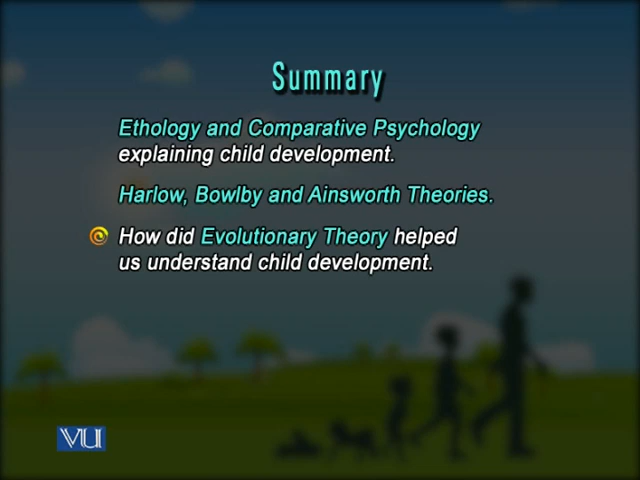 Summary
Ethology and Comparative Psychology
explaining child development.
Harlow, Bowlby and Ainsworth Theories.
How did Evolutionary Theory helped
us understand child development.
VU